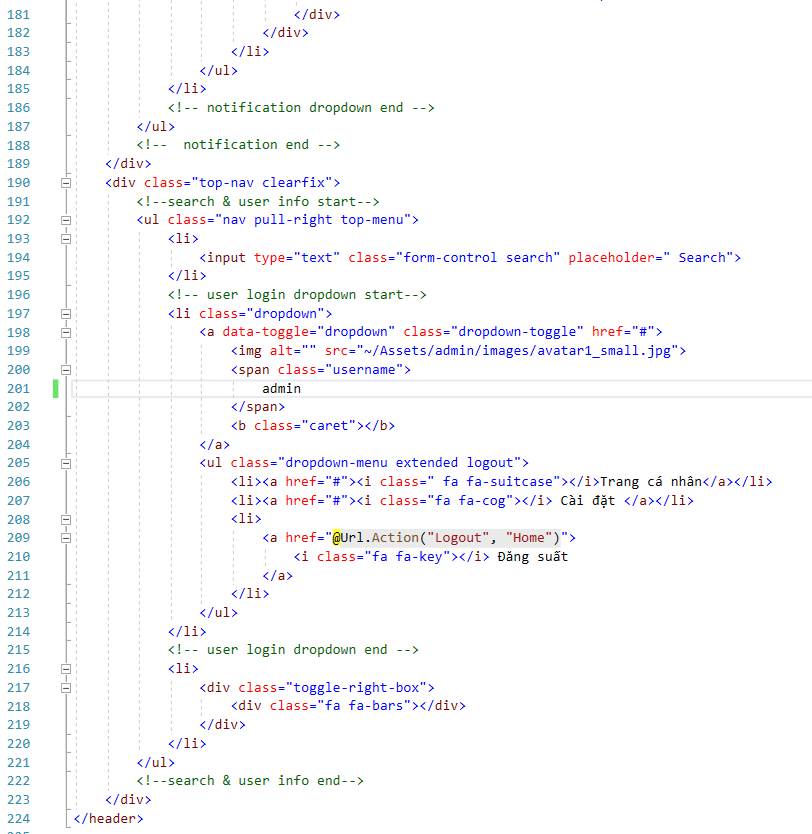 181                                 </div>
182                             </div>
183                         </li>
184                     </ul>
185                 </li>
186                 <!-- notification dropdown end -->
187             </ul>
188             <!--  notification end -->
189         </div>
190         <div class="top-nav clearfix">
191             <!--search & user info start-->
192             <ul class="nav pull-right top-menu">
193                 <li>
194                     <input type="text" class="form-control search" placeholder=" Search">
195                 </li>
196                 <!-- user login dropdown start-->
197                 <li class="dropdown">
198                     <a data-toggle="dropdown" class="dropdown-toggle" href="#">
199                         <img alt="" src="~/Assets/admin/images/avatar1_small.jpg">
200                         <span class="username">
201                             admin
202                         </span>
203                         <b class="caret"></b>
204                     </a>
205                     <ul class="dropdown-menu extended logout">
206                         <li><a href="#"><i class=" fa fa-suitcase"></i>Trang cá nhân</a></li>
207                         <li><a href="#"><i class="fa fa-cog"></i> Cài đặt </a></li>
208                         <li>
209                             <a href="@Url.Action("Logout", "Home")">
210                                 <i class="fa fa-key"></i> Đăng suất
211                             </a>
212                         </li>
213                     </ul>
214                 </li>
215                 <!-- user login dropdown end -->
216                 <li>
217                     <div class="toggle-right-box">
218                         <div class="fa fa-bars"></div>
219                     </div>
220                 </li>
221             </ul>
222             <!--search & user info end-->
223         </div>
224     </header>